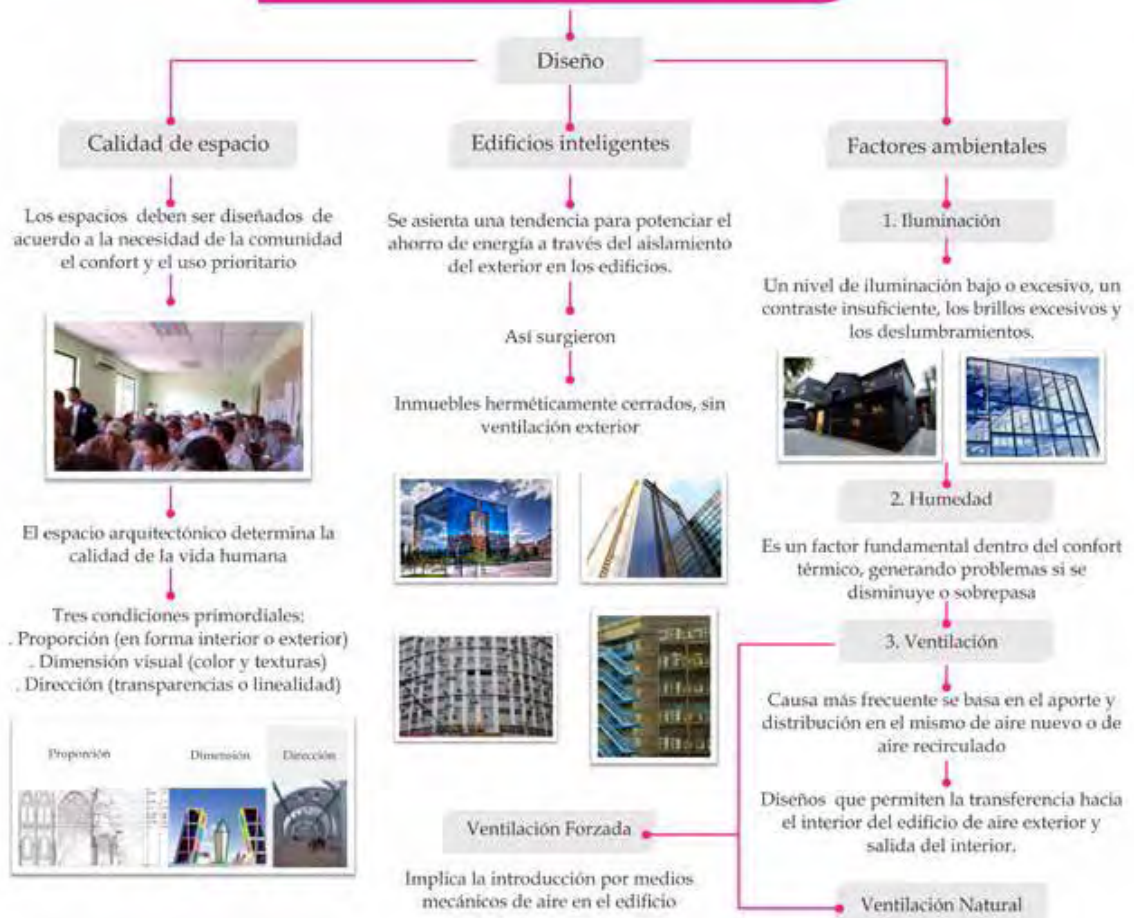 Diseño
Calidad de espacio
Los espacios deben ser diseñados de
acuerdo a la necesidad de la comunidad
el confort y el uso prioritario
El espacio arquitectónico determina la
calidad de la vida humana
Tres condiciones primordiales:
. Proporción (en forma interior o exterior)
. Dimensión visual (color y texturas)
. Dirección (transparencias o linealidad)
Proporción
Dimensión
Dirección
Edificios inteligentes
Se asienta una tendencia para potenciar el
ahorro de energía a través del aislamiento
del exterior en los edificios.
Así surgieron
Inmuebles herméticamente cerrados, sin
ventilación exterior
Factores ambientales
1. Iluminación
Un nivel de iluminación bajo o excesivo, un
contraste insuficiente, los brillos excesivos y
los deslumbramientos.
2. Humedad
Es un factor fundamental dentro del confort
térmico, generando problemas si se
disminuye o sobrepasa
3. Ventilación
Causa más frecuente se basa en el aporte y
distribución en el mismo de aire nuevo o de
aire recirculado
Diseños que permiten la transferencia hacia
el interior del edificio de aire exterior y
salida del interior.
Ventilación Forzada
Implica la introducción por medios
mecánicos de aire en el edificio
Ventilación Natural